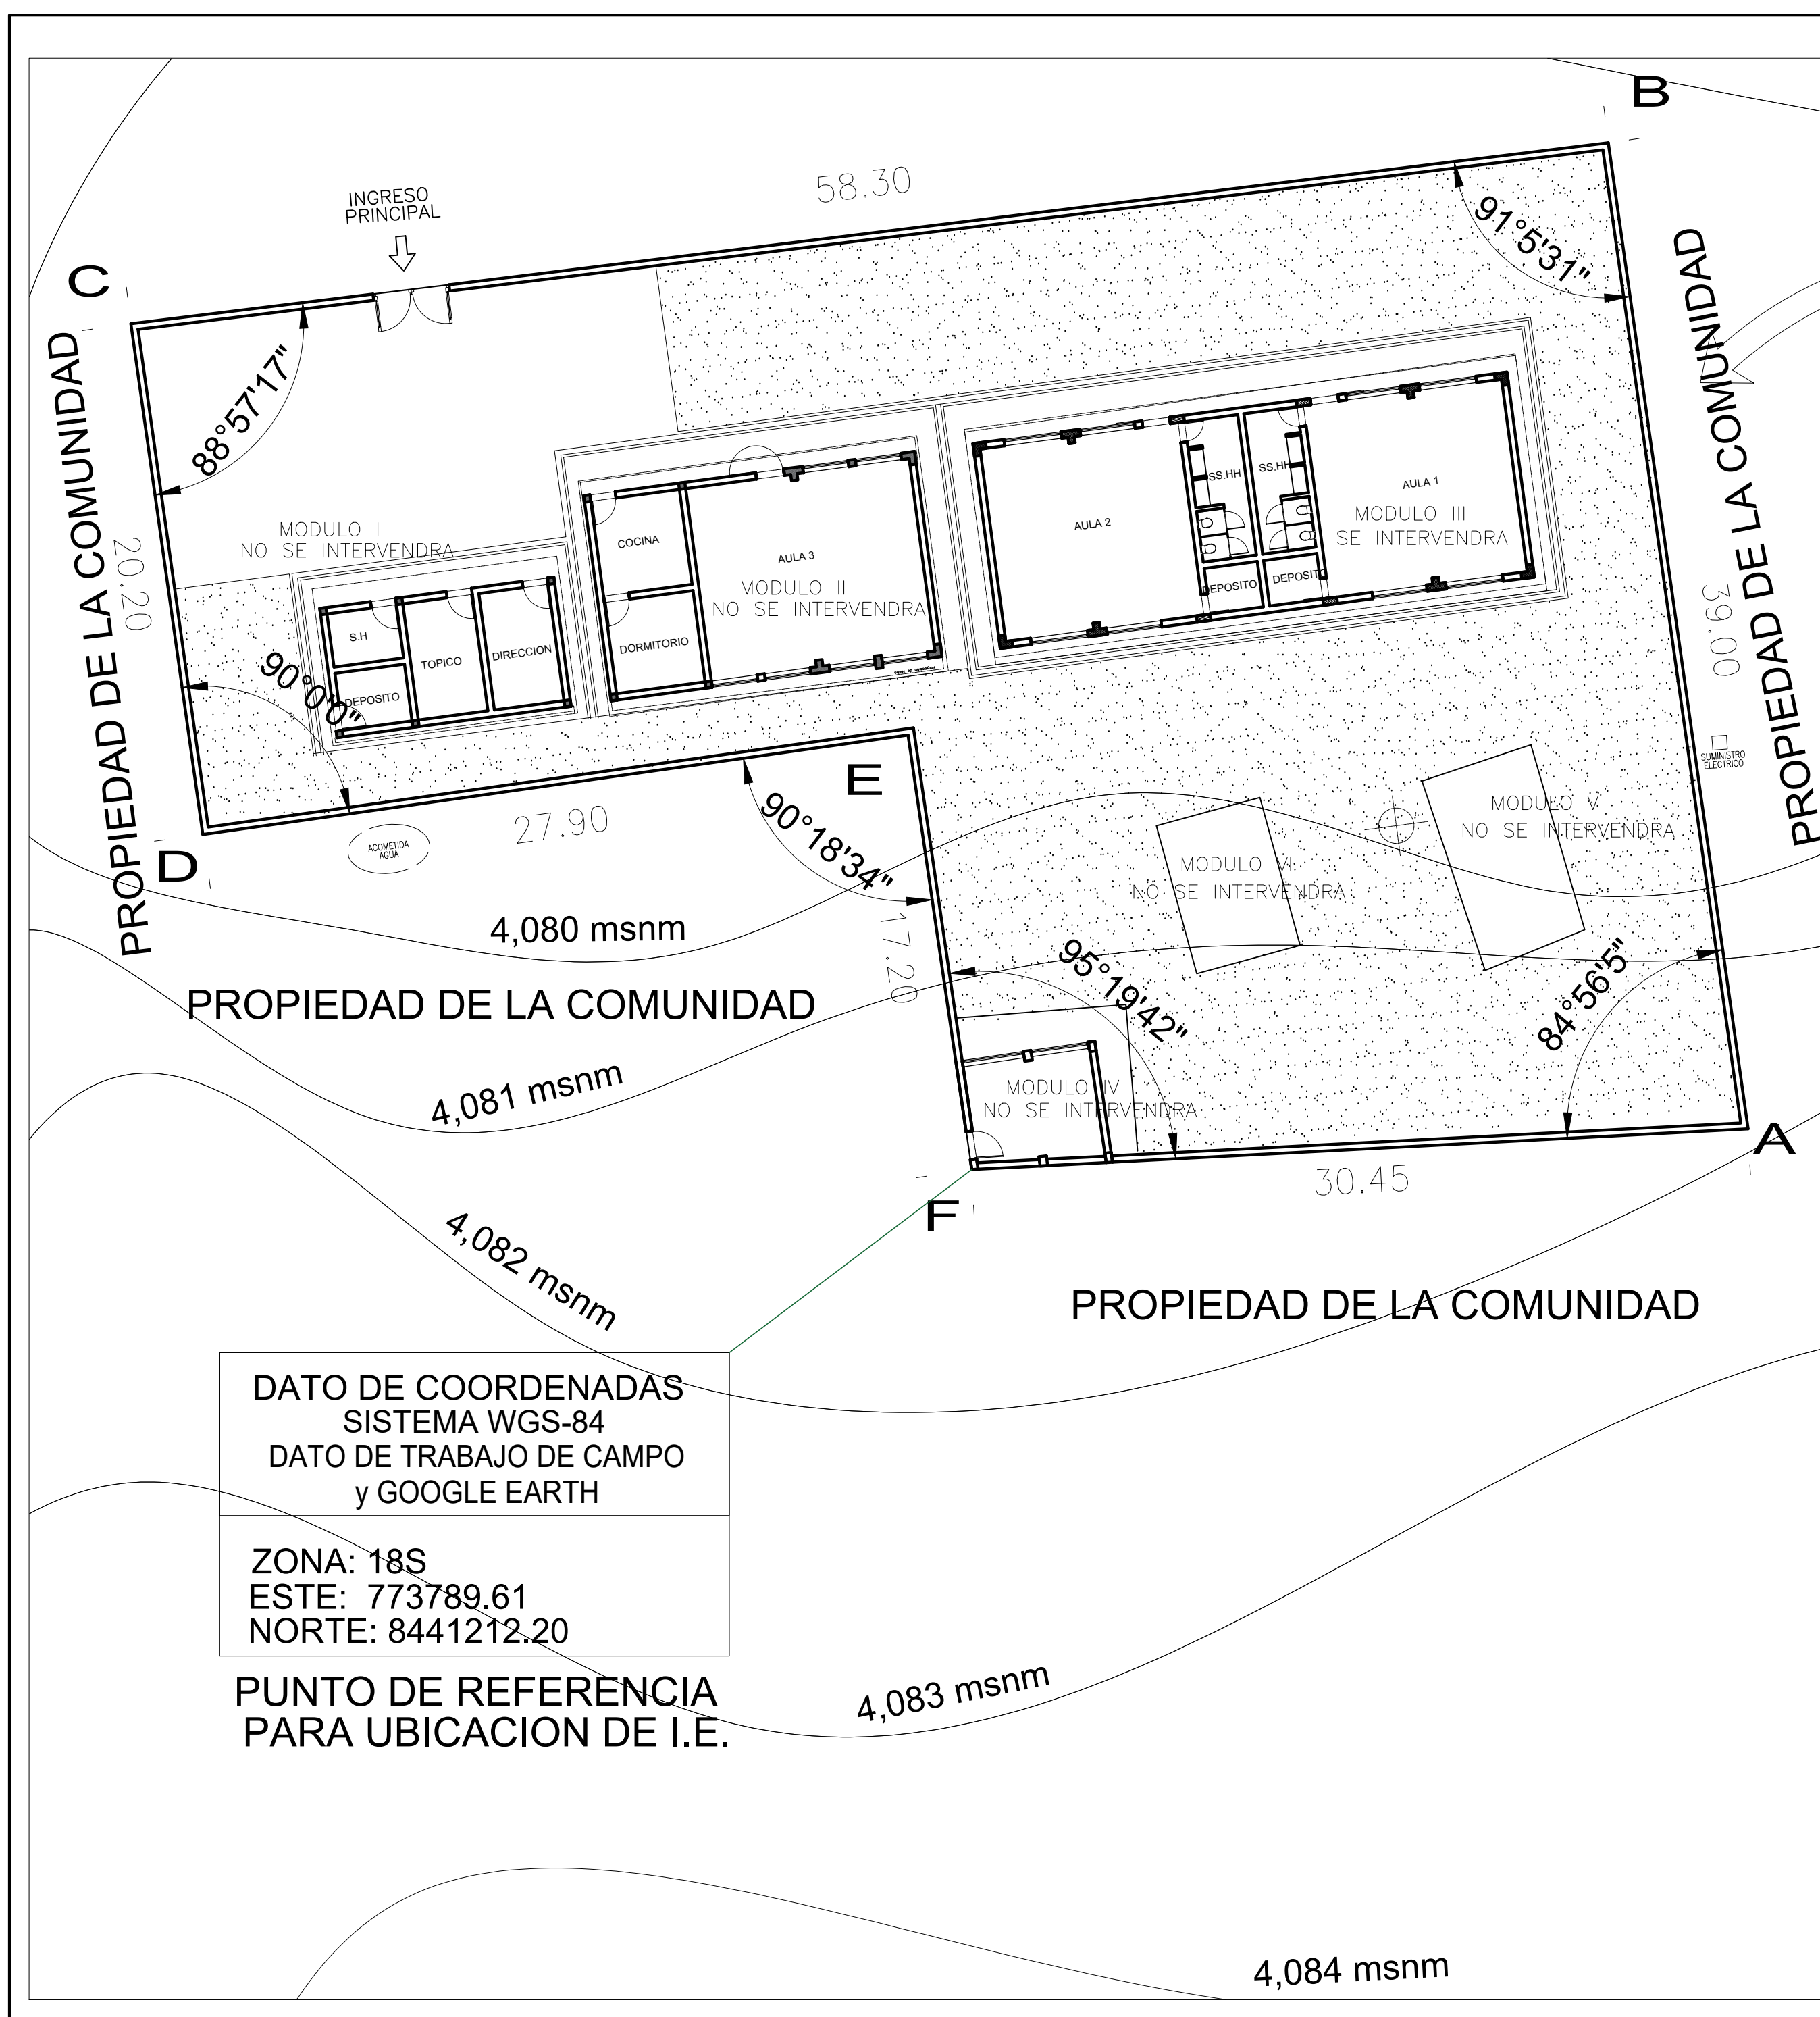 B
58.30
INGRESO
PRINCIPAL
C
91°5'31"
88°57'17"
PROPIEDAD DE LA COMUNIDAD
20.20
PROPIEDAD DE LA COMUNIDAD
39.00
PROPIEDAD DE LA COMUNIDAD
MODULO I
NO SE INTERVENDRA
S.H
DEPOSITO
TOPICO
DIRECCION
90°0'0"
COCINA
DORMITORIO
AULA 3
MODULO II
NO SE INTERVENDRA
AULA 2
SS.HH
SS.HH
DEPOSITO
DEPOSITO
AULA 1
MODULO III
SE INTERVENDRA
SUMINISTRO
ELECTRICO
D
ACOMETIDA
AGUA
27.90
E
90°18'34"
17.20
MODULO V
NO SE INTERVENDRA
MODULO VI
NO SE INTERVENDRA
95°19'42"
84°56'5"
4,080 msnm
PROPIEDAD DE LA COMUNIDAD
4,081 msnm
MODULO IV
NO SE INTERVENDRA
A
30.45
F
4,082 msnm
PROPIEDAD DE LA COMUNIDAD
DATO DE COORDENADAS
SISTEMA WGS-84
DATO DE TRABAJO DE CAMPO
y GOOGLE EARTH
ZONA: 18S
ESTE: 773789.61
NORTE: 8441212.20
PUNTO DE REFERENCIA
PARA UBICACION DE I.E.
4,083 msnm
4,084 msnm